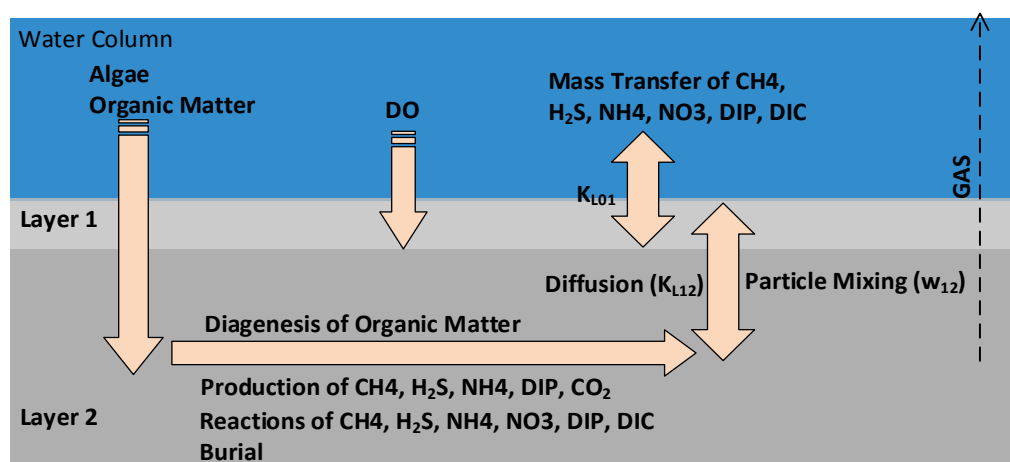 Water Column
Algae
Organic Matter
DO
Mass Transfer of CH4,
H₂S, NH4, NO3, DIP, DIC
K_L01
GAS
Layer 1
Diffusion (K_L12)
Particle Mixing (w₁₂)
Diagenesis of Organic Matter
Production of CH4, H₂S, NH4, DIP, CO₂
Layer 2
Reactions of CH4, H₂S, NH4, NO3, DIP, DIC
Burial